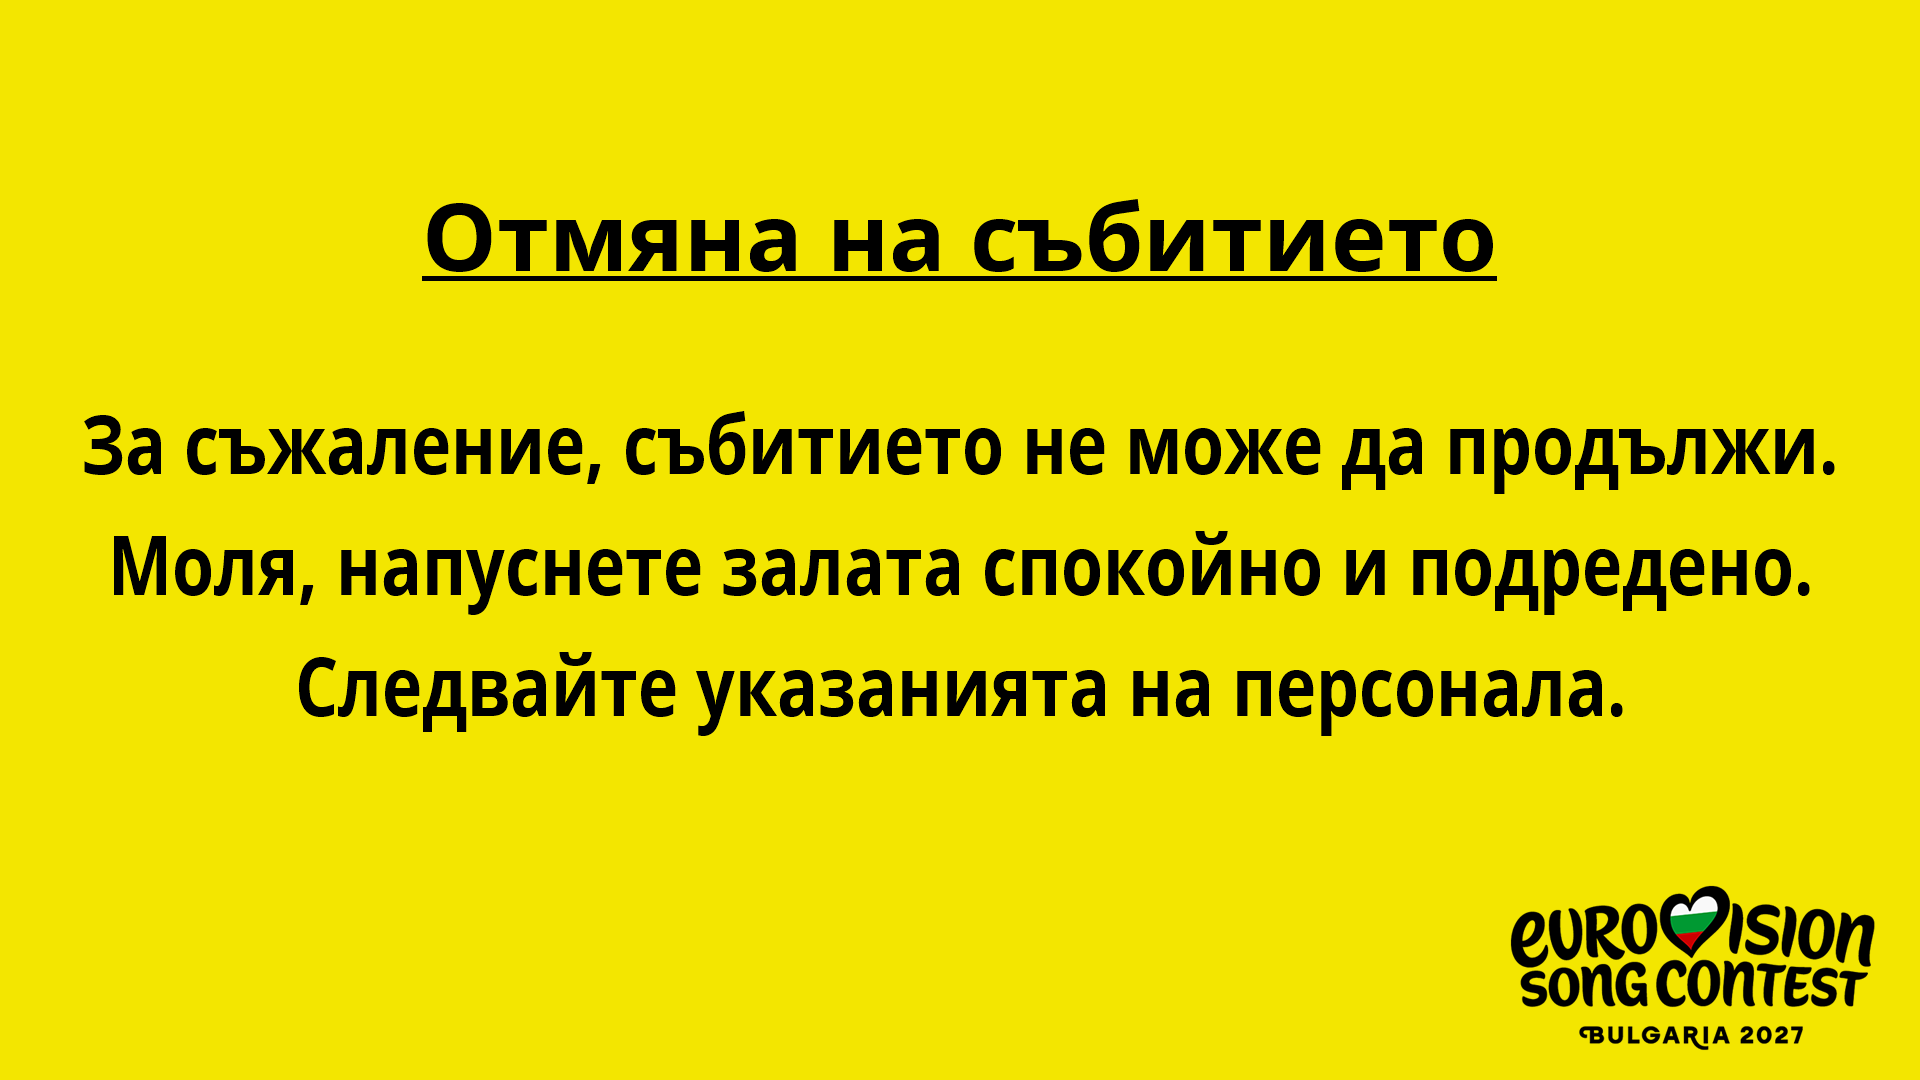 Отмяна на събитието
За съжаление, събитието не може да продължи.
Моля, напуснете залата спокойно и подредено.
Следвайте указанията на персонала.
EUROVISION
SONG CONTEST
BULGARIA 2027